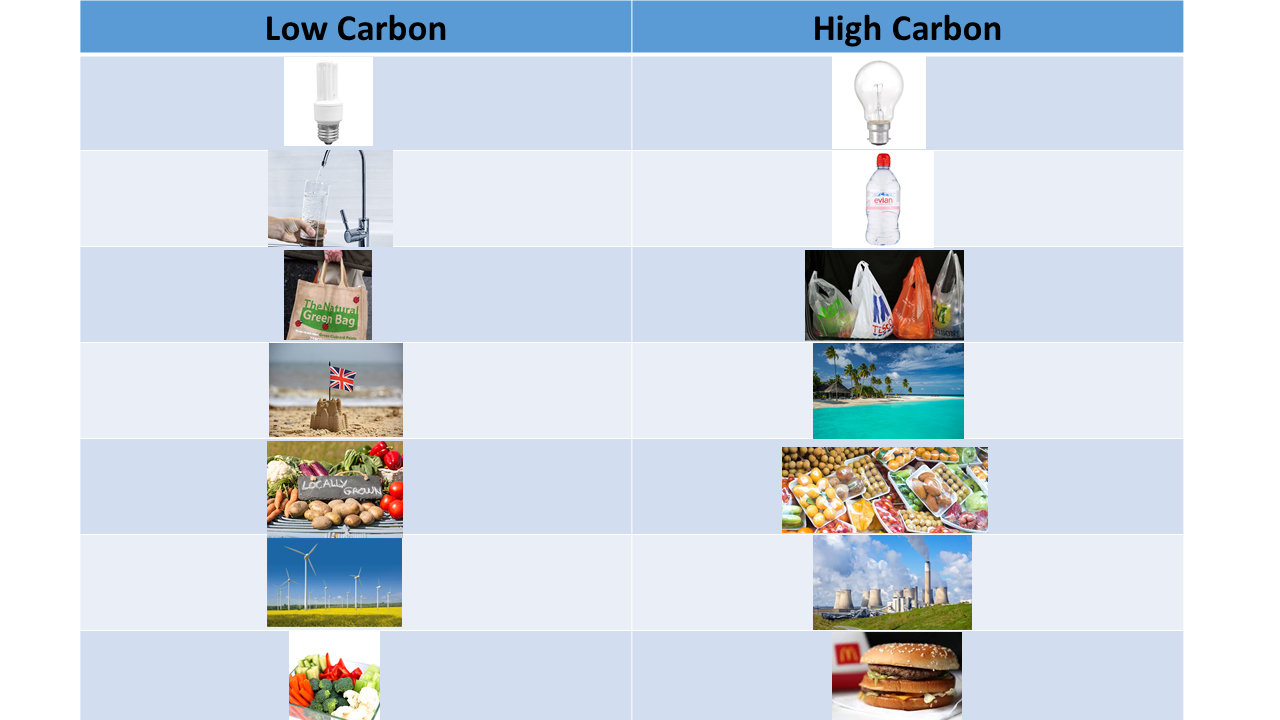 Low Carbon
High Carbon
evian
The Natural
Green Bag
TESCO
LOCALLY
GROWN